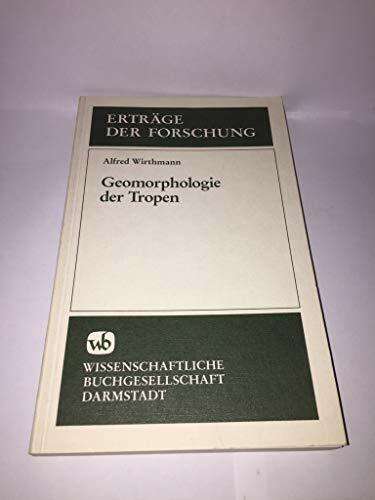 ERTRÄGE
DER FORSCHUNG
Alfred Wirthmann
Geomorphologie
der Tropen
wb
WISSENSCHAFTLICHE
BUCHGESELLSCHAFT
DARMSTADT